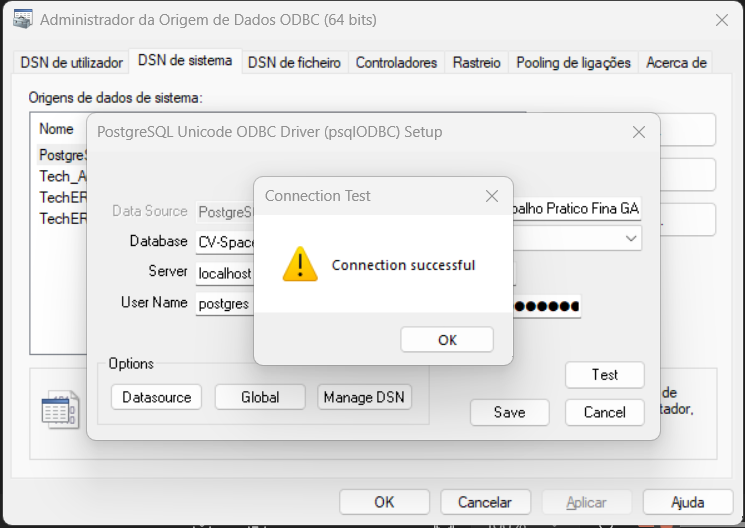 Administrador da Origem de Dados ODBC (64 bits)
DSN de utilizador DSN de sistema DSN de ficheiro Controladores Rastreio Pooling de ligações Acerca de
Origens de dados de sistema:
Nome
PostgreS
Tech_A
TechER
TechER
PostgreSQL Unicode ODBC Driver (psqlODBC) Setup
Data Source PostgreS
balho Pratico Fina GA
Database CV-Space
Server localhost
User Name postgres
Connection Test
Connection successful
OK
Options
Datasource Global Manage DSN
Test
Save Cancel
de
tador,
OK Cancelar Aplicar Ajuda